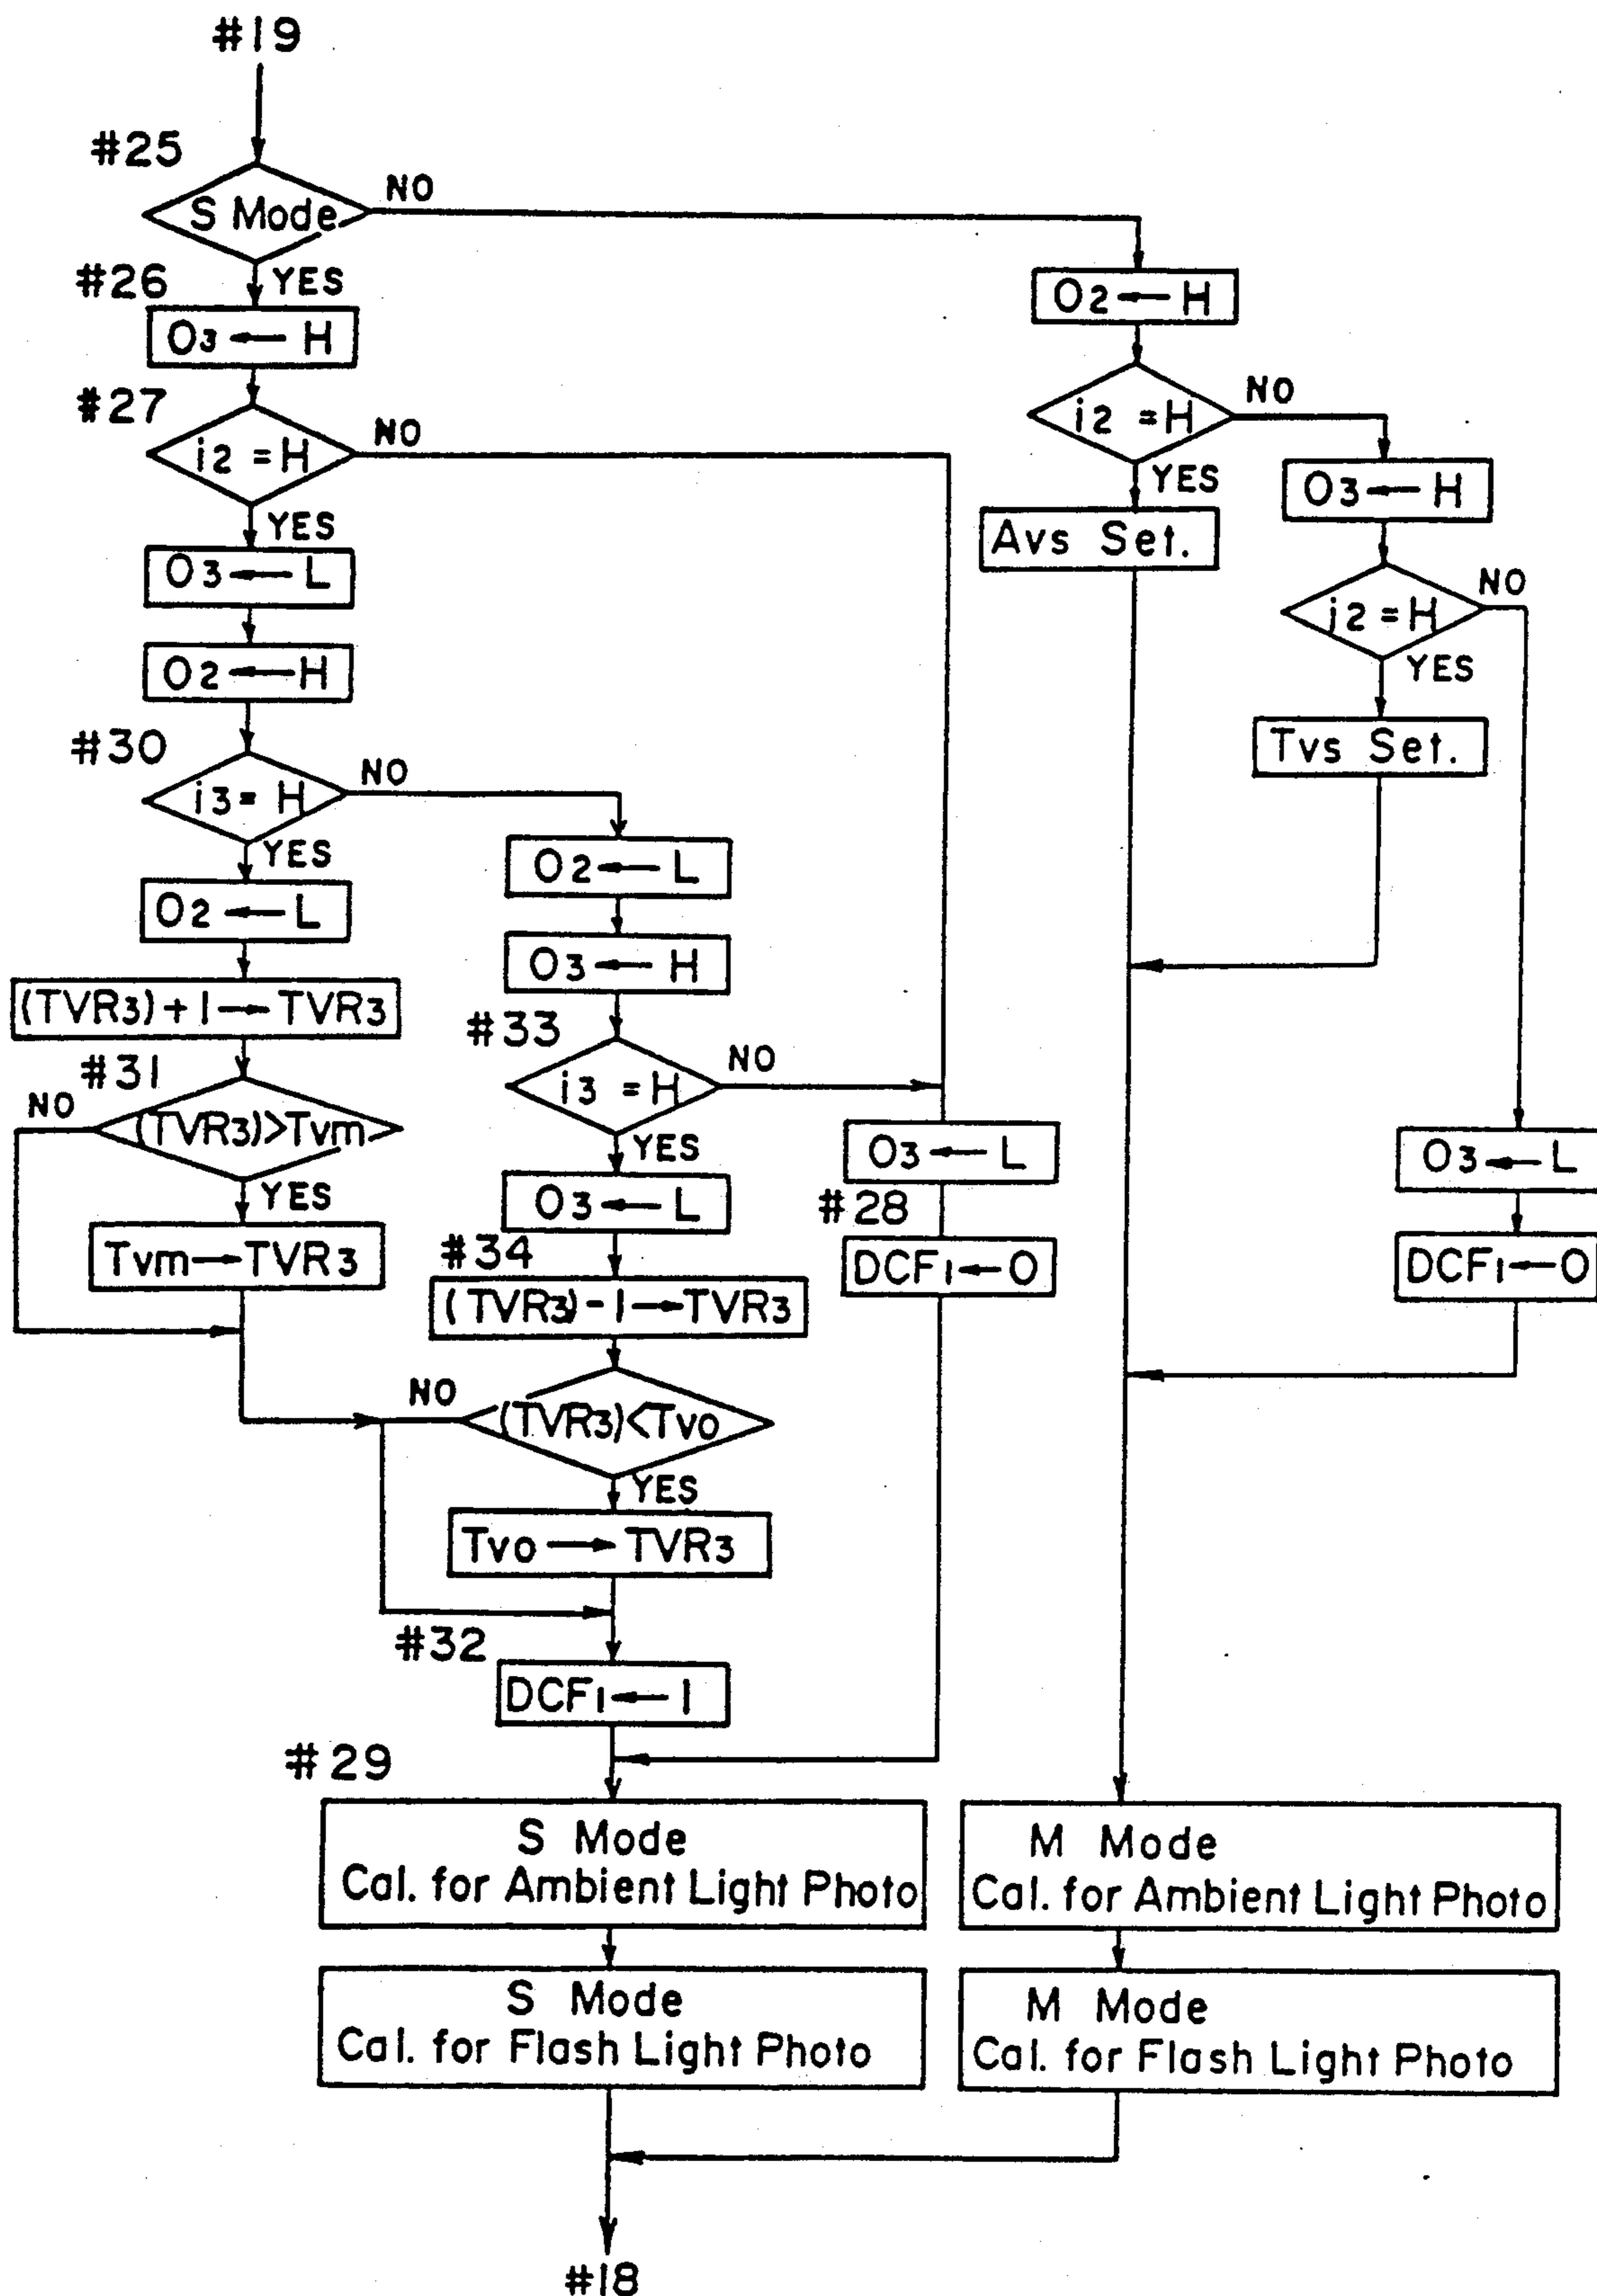 #19
#25
S Mode
NO
YES
#26
O3 ← H
#27
i2 = H
NO
YES
O3 ← L
O2 ← H
#30
i3 = H
NO
YES
O2 ← L
(TVR3) + 1 → TVR3
#31
(TVR3) > Tvm
NO
YES
Tvm → TVR3
O2 ← L
O3 ← H
#33
i3 = H
NO
YES
O3 ← L
#34
(TVR3) - 1 → TVR3
(TVR3) < Tvo
NO
YES
Tvo → TVR3
#32
DCF1 ← 1
O3 ← L
#28
DCF1 ← 0
#29
S Mode
Cal. for Ambient Light Photo
S Mode
Cal. for Flash Light Photo
O2 ← H
i2 = H
NO
YES
Avs Set.
O3 ← H
i2 = H
NO
YES
Tvs Set.
O3 ← L
DCF1 ← 0
M Mode
Cal. for Ambient Light Photo
M Mode
Cal. for Flash Light Photo
#18